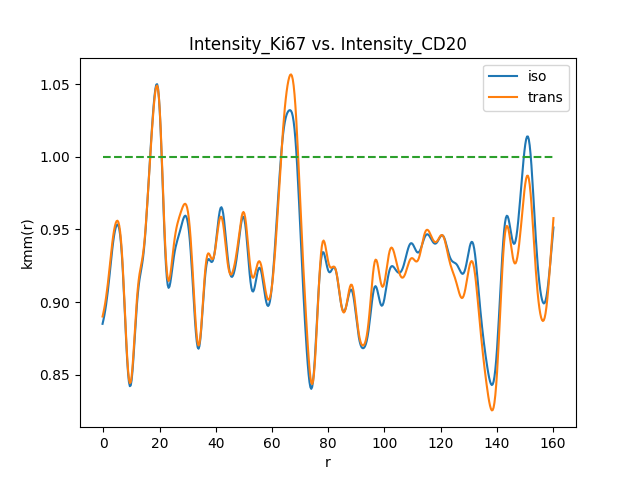 Intensity_Ki67 vs. Intensity_CD20
iso
trans
kmm(r)
1.05
1.00
0.95
0.90
0.85
0 20 40 60 80 100 120 140 160
r